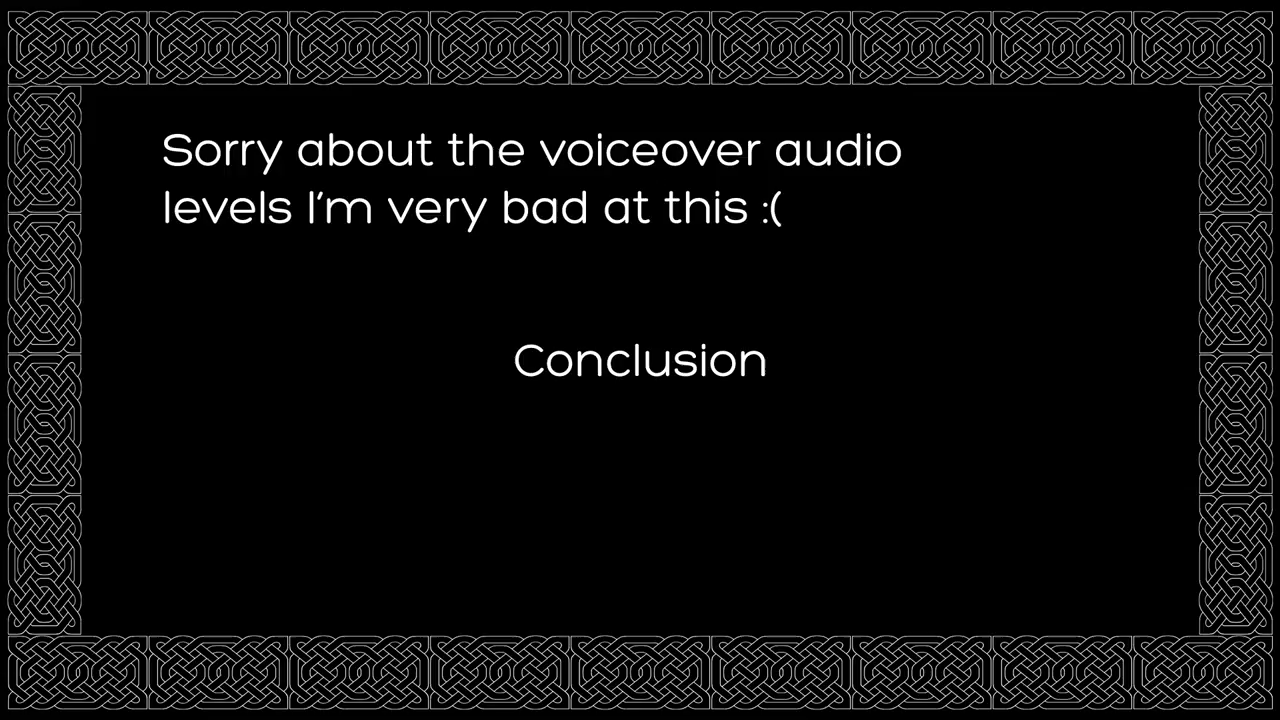 Sorry about the voiceover audio
levels I'm very bad at this :(
Conclusion